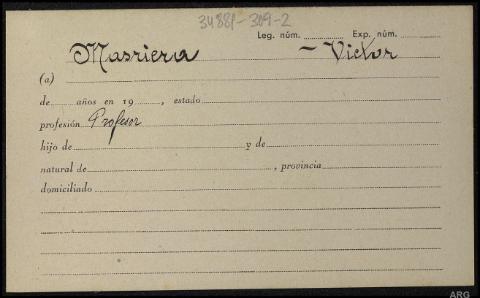 34881-309-2
Leg. núm. Exp. núm.
Masriera - Victor
(a)
de años en 19 , estado
profesión Profesor
hijo de y de
natural de , provincia
domiciliado
ARG